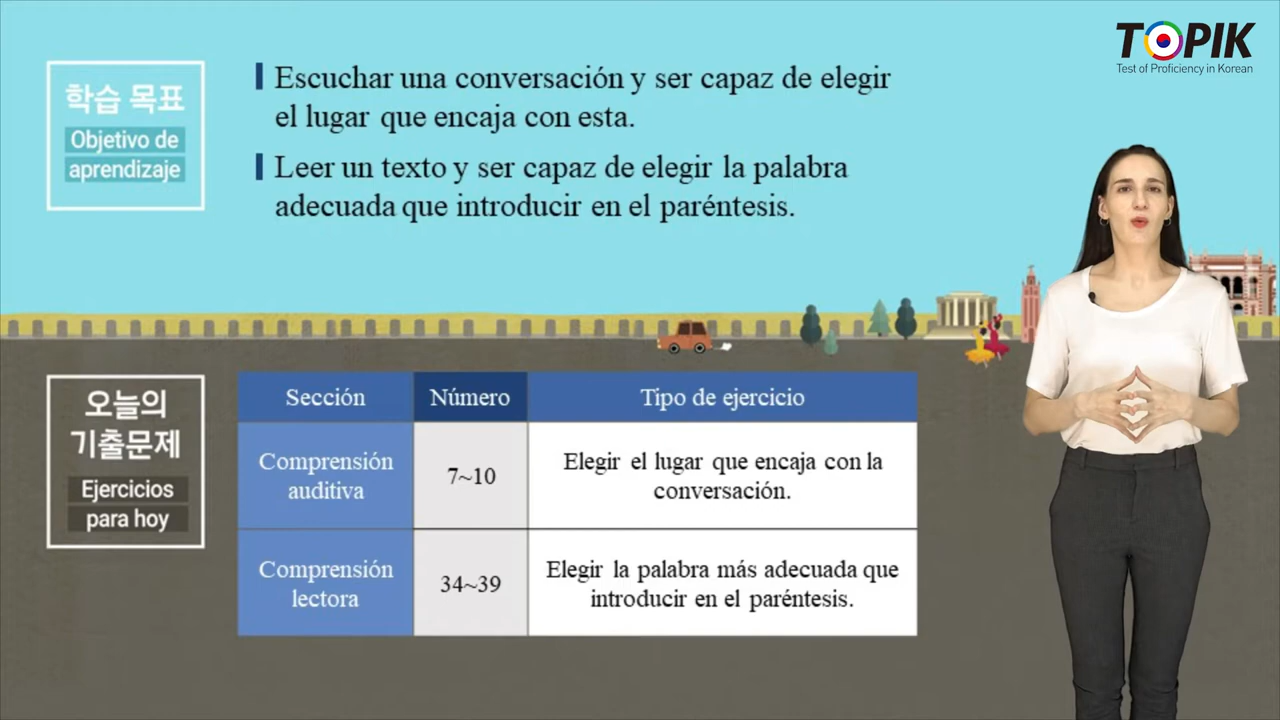 TOPIK
Test of Proficiency in Korean
학습 목표
Objetivo de
aprendizaje
Escuchar una conversación y ser capaz de elegir
el lugar que encaja con esta.
Leer un texto y ser capaz de elegir la palabra
adecuada que introducir en el paréntesis.
오늘의
기출문제
Ejercicios
para hoy
Sección
Número
Tipo de ejercicio
Comprensión
auditiva
7~10
Elegir el lugar que encaja con la
conversación.
Comprensión
lectora
34~39
Elegir la palabra más adecuada que
introducir en el paréntesis.